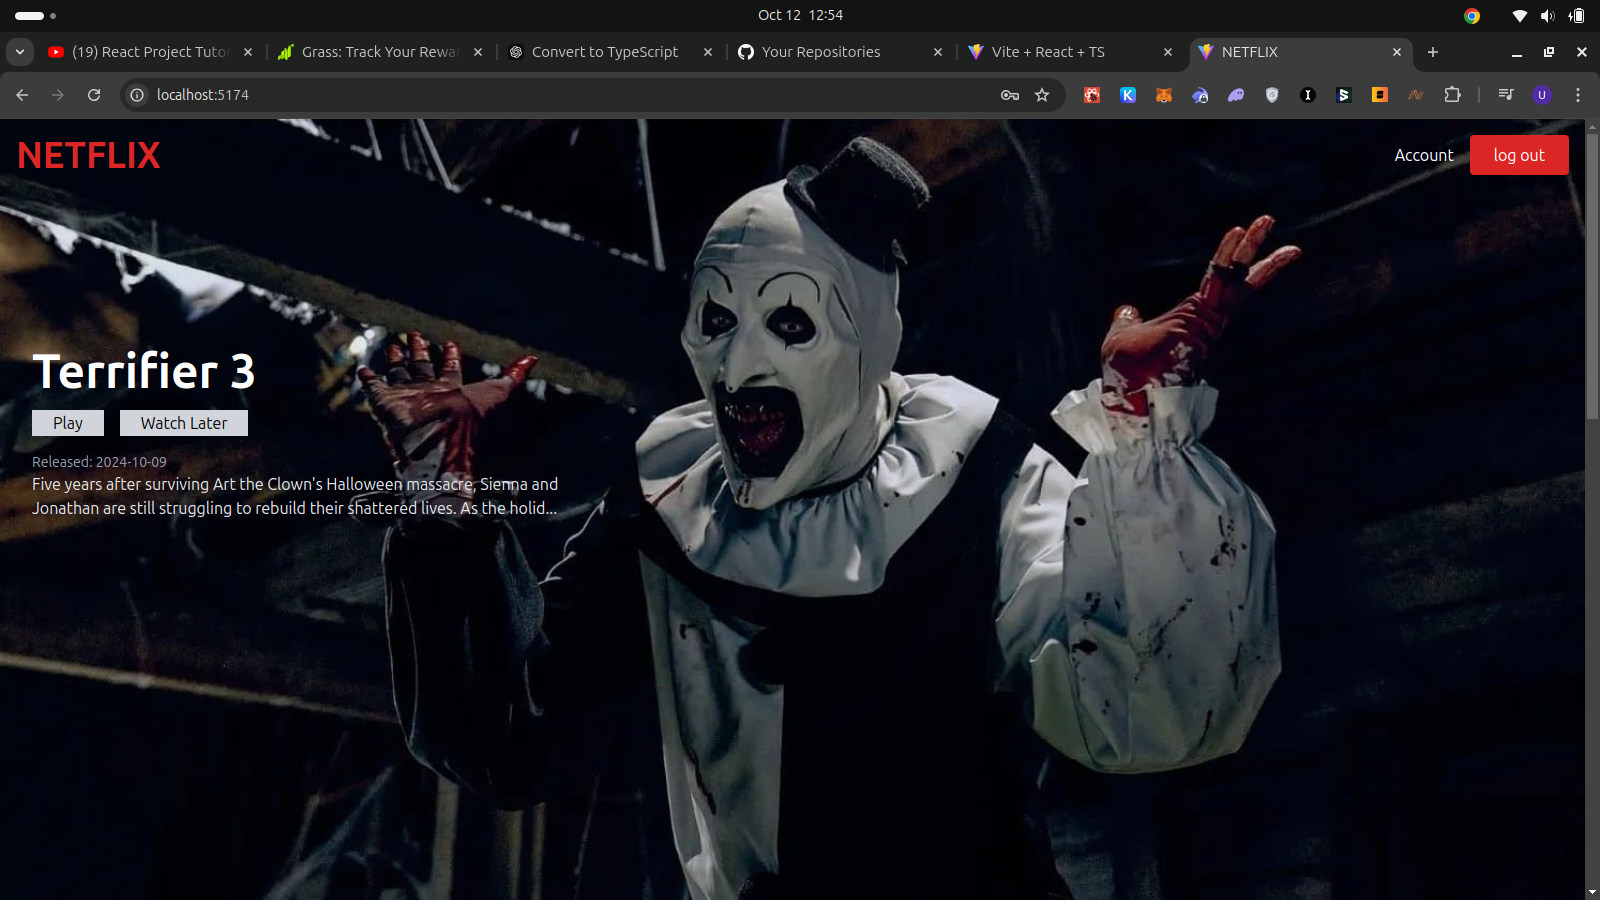 Oct 12 12:54
(19) React Project Tutor
Grass: Track Your Rewar
Convert to TypeScript
Your Repositories
Vite + React + TS
NETFLIX
localhost:5174
U
NETFLIX
Account
log out
Terrifier 3
Play
Watch Later
Released: 2024-10-09
Five years after surviving Art the Clown's Halloween massacre, Sienna and
Jonathan are still struggling to rebuild their shattered lives. As the holid...